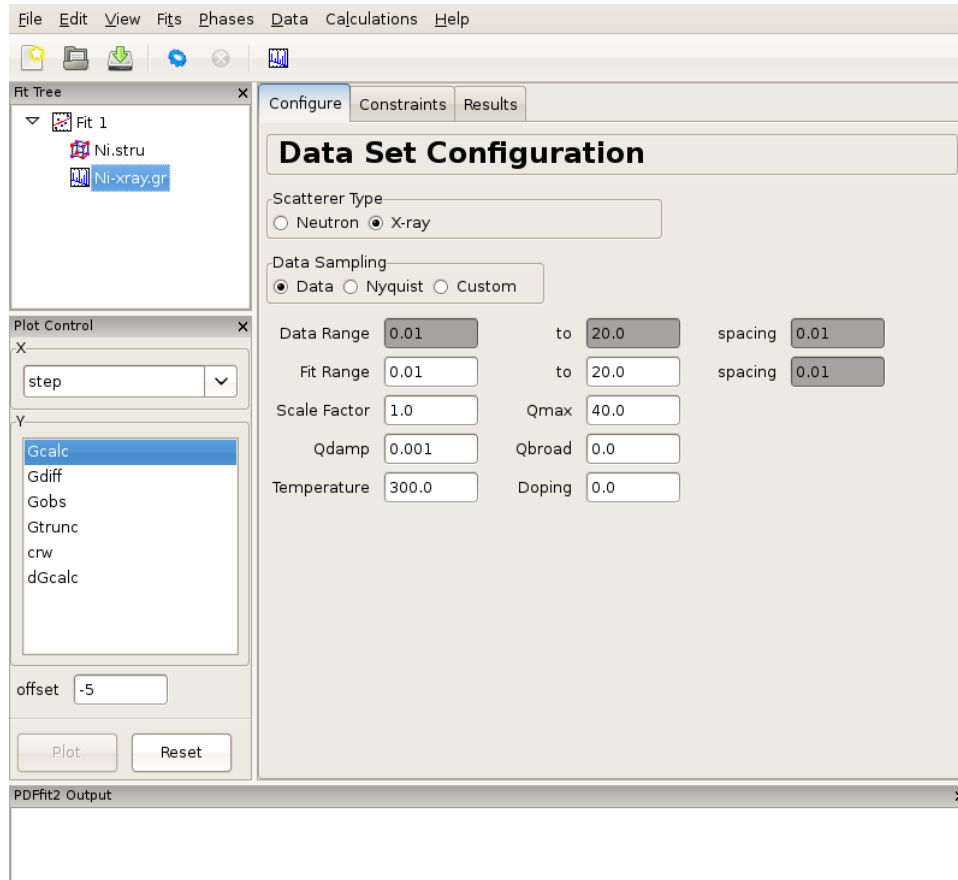 File Edit View Fits Phases Data Calculations Help
Fit Tree x
Fit 1
Ni.stru
Ni-xray.gr
Plot Control x
X
step
Y
Gcalc
Gdiff
Gobs
Gtrunc
crw
dGcalc
offset -5
Plot Reset
Configure Constraints Results
Data Set Configuration
Scatterer Type
Neutron X-ray
Data Sampling
Data Nyquist Custom
Data Range 0.01 to 20.0 spacing 0.01
Fit Range 0.01 to 20.0 spacing 0.01
Scale Factor 1.0 Qmax 40.0
Qdamp 0.001 Qbroad 0.0
Temperature 300.0 Doping 0.0
PDFfit2 Output